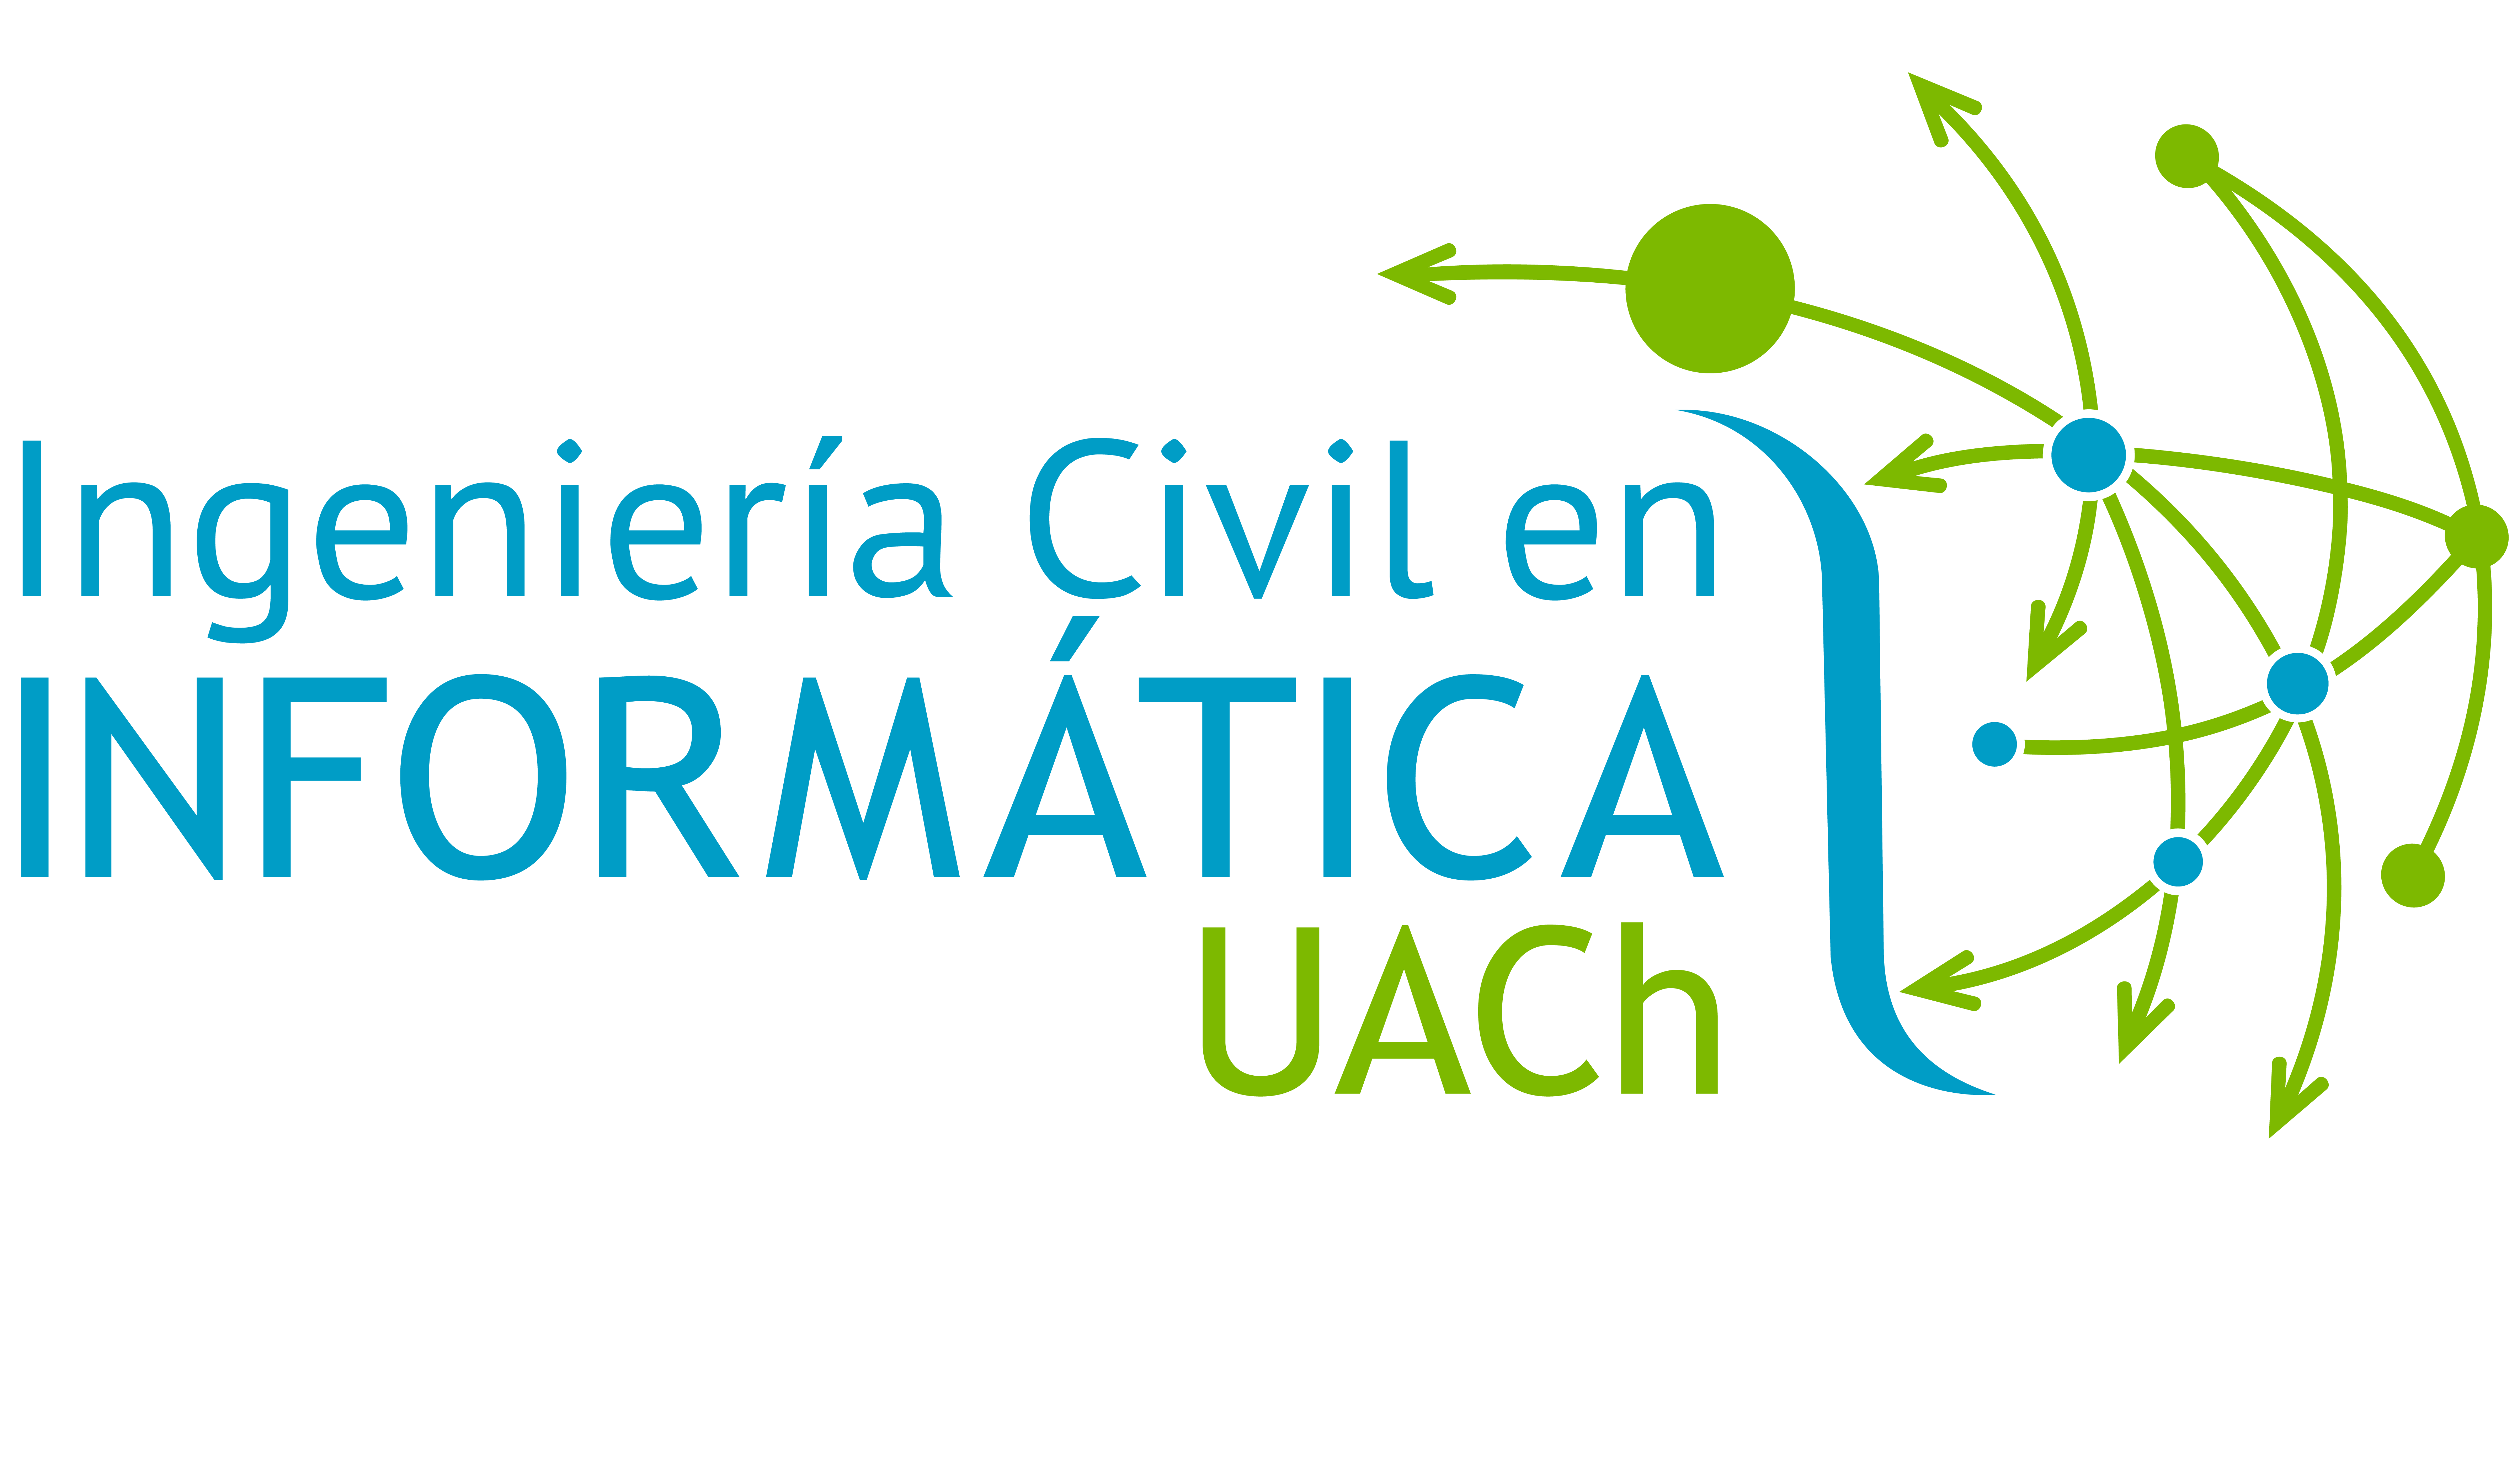 Ingeniería Civil en
INFORMÁTICA
UACh